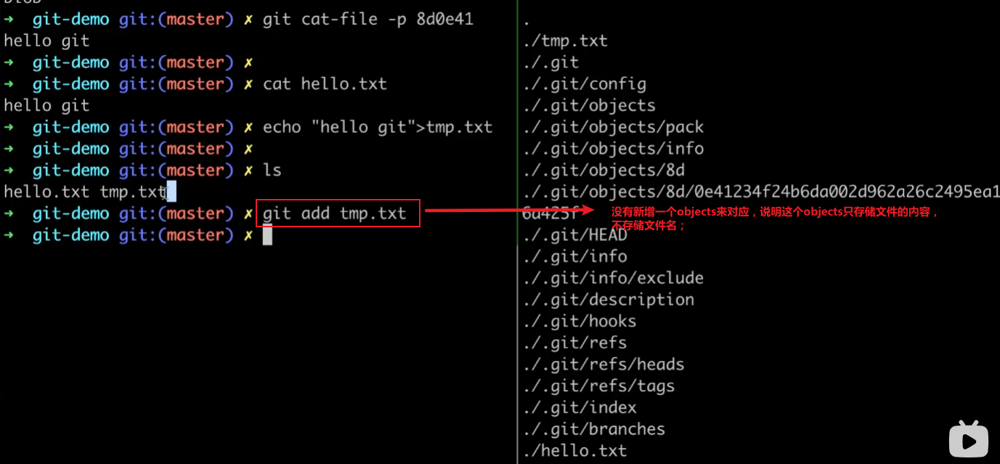 → git-demo git:(master) ✗ git cat-file -p 8d0e41
hello git
→ git-demo git:(master) ✗
→ git-demo git:(master) ✗ cat hello.txt
hello git
→ git-demo git:(master) ✗ echo "hello git">tmp.txt
→ git-demo git:(master) ✗
→ git-demo git:(master) ✗ ls
hello.txt tmp.txt
→ git-demo git:(master) ✗ git add tmp.txt
→ git-demo git:(master) ✗
.
./tmp.txt
./.git
./.git/config
./.git/objects
./.git/objects/pack
./.git/objects/info
./.git/objects/8d
./.git/objects/8d/0e41234f24b6da002d962a26c2495ea1
6d425f
没有新增一个objects来对应，说明这个objects只存储文件的内容，
不存储文件名；
./.git/HEAD
./.git/info
./.git/info/exclude
./.git/description
./.git/hooks
./.git/refs
./.git/refs/heads
./.git/refs/tags
./.git/index
./.git/branches
./hello.txt